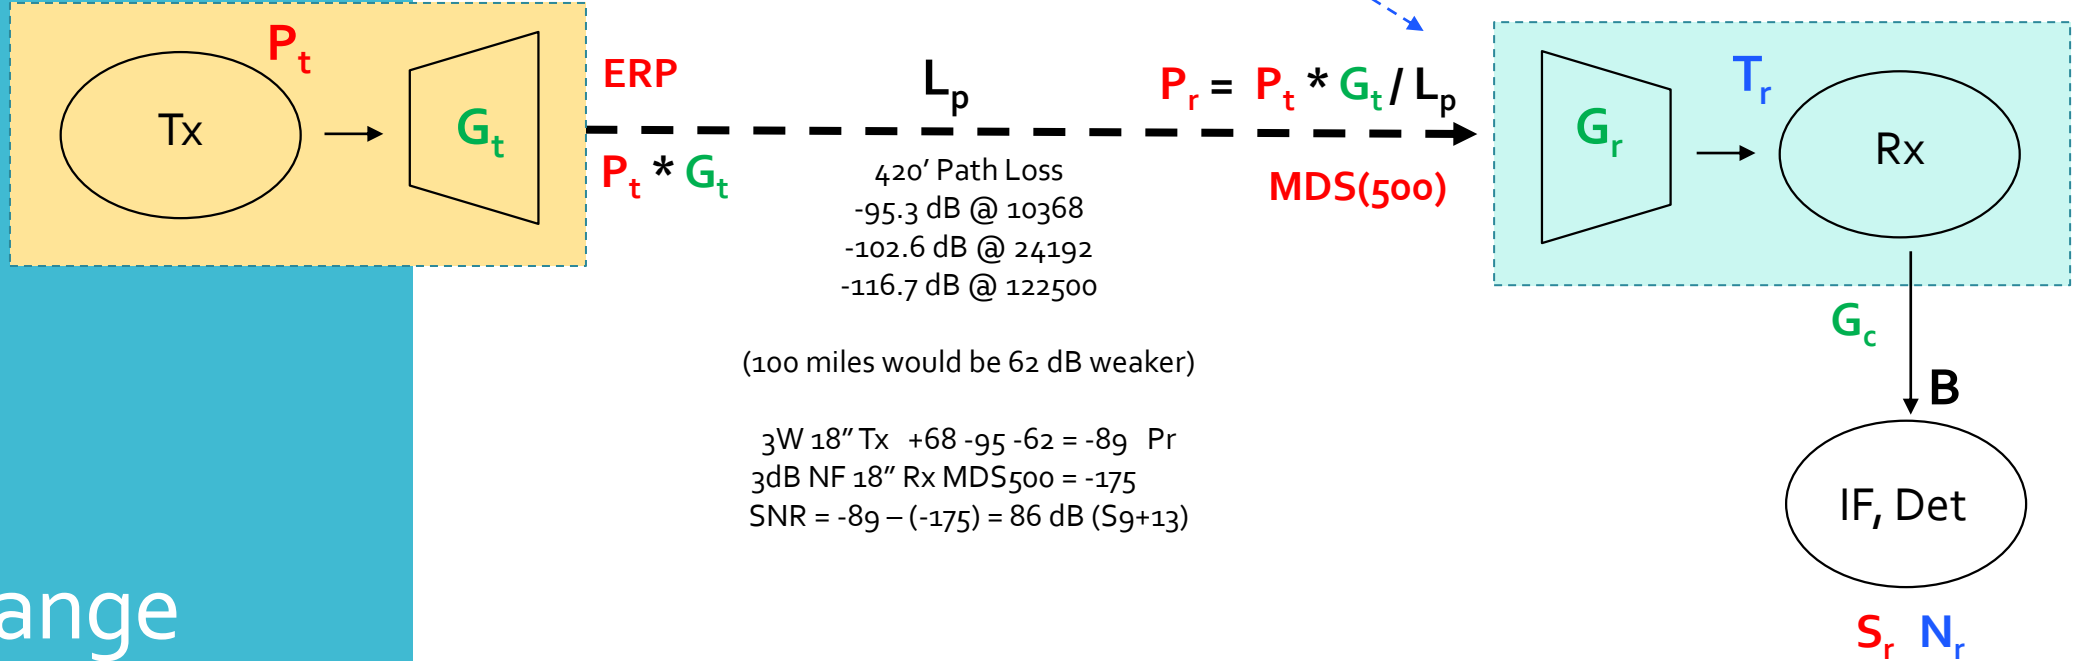 Pt
Tx
Gt
ERP
Pt * Gt
Lp
420’ Path Loss
-95.3 dB @ 10368
-102.6 dB @ 24192
-116.7 dB @ 122500
(100 miles would be 62 dB weaker)
3W 18” Tx +68 -95 -62 = -89 Pr
3dB NF 18” Rx MDS500 = -175
SNR = -89 – (-175) = 86 dB (S9+13)
Pr = Pt * Gt / Lp
MDS(500)
Gr
Tr
Rx
Gc
B
IF, Det
Sr Nr
ange